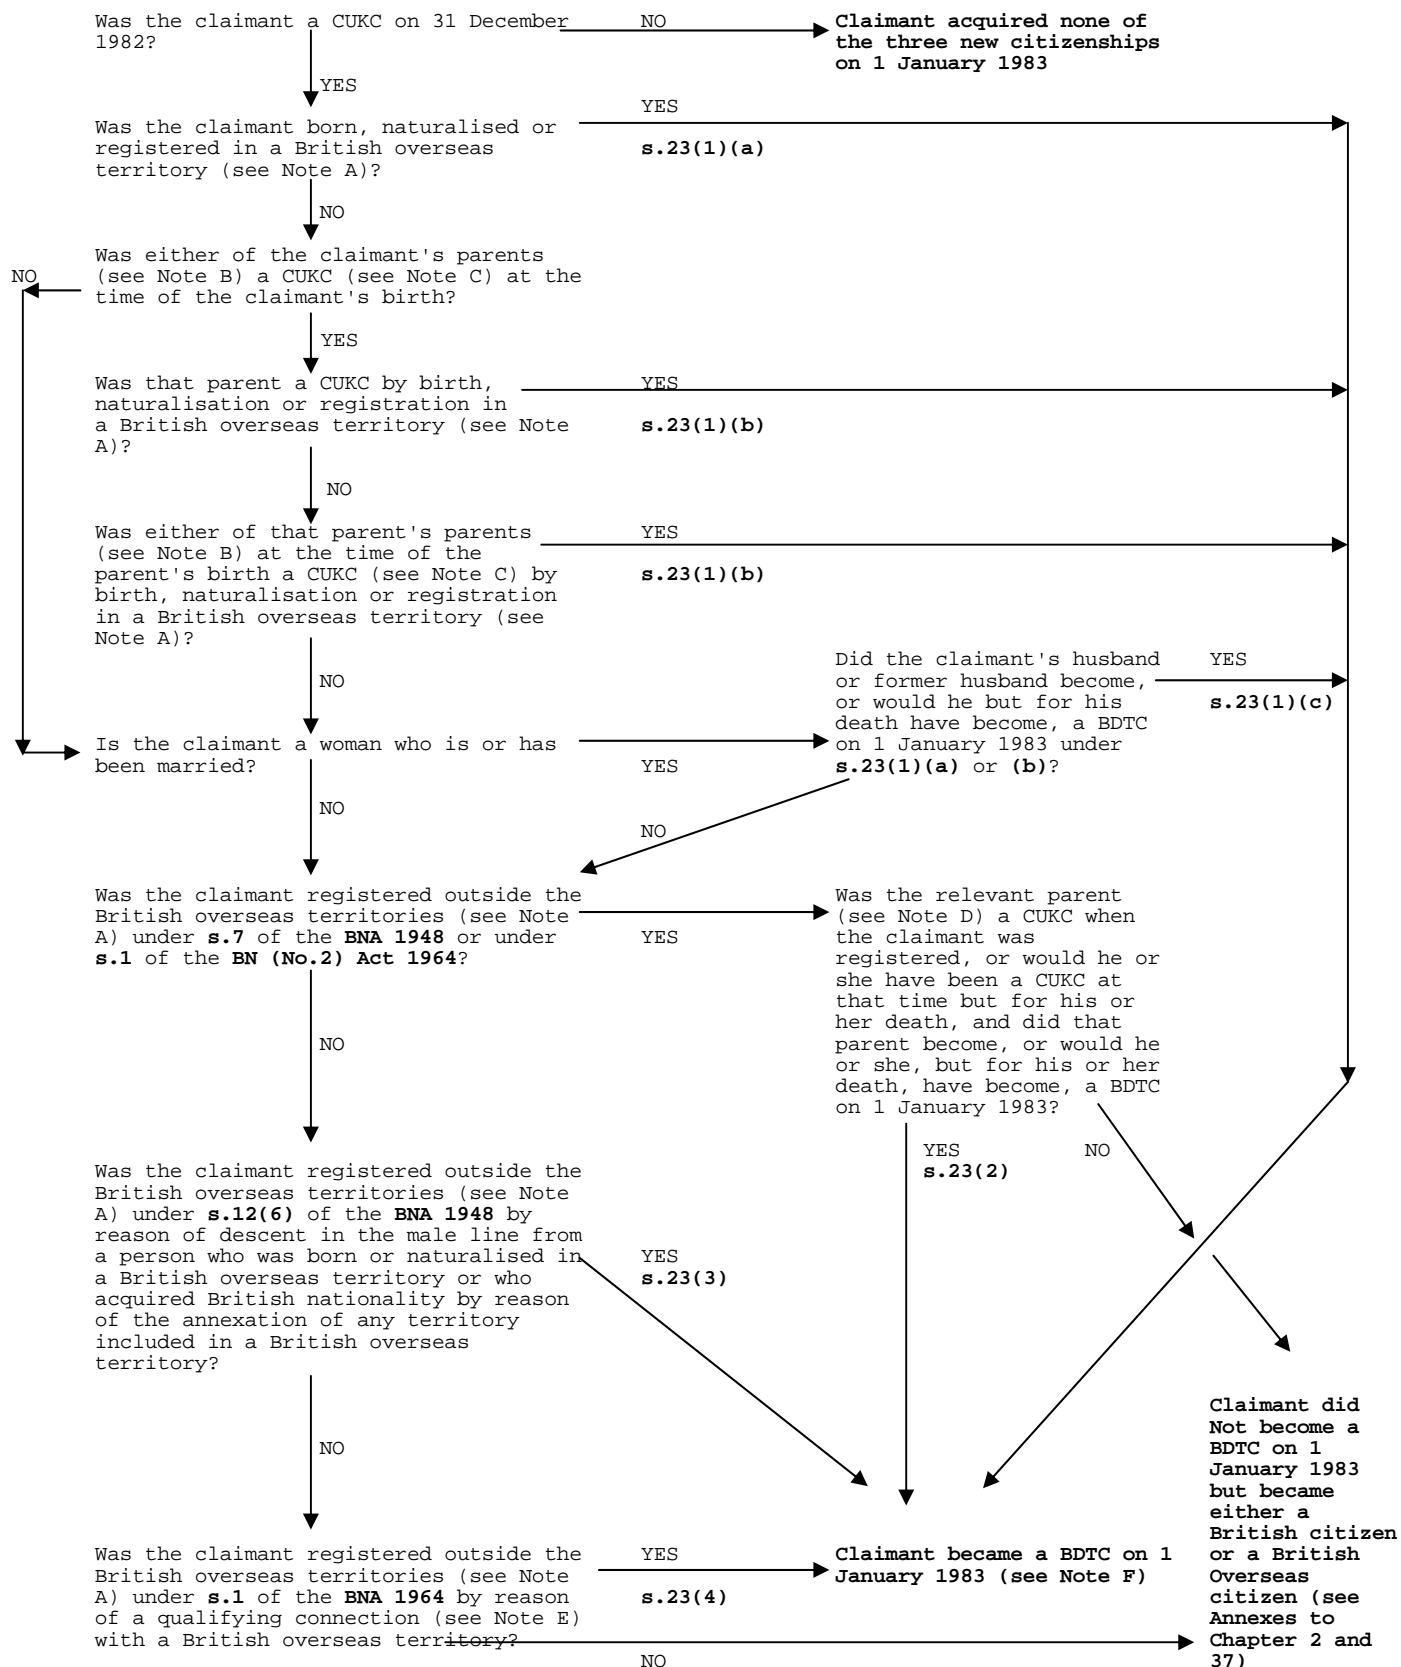 Was the claimant a CUKC on 31 December
1982?
NO
Claimant acquired none of
the three new citizenships
on 1 January 1983
YES
Was the claimant born, naturalised or
registered in a British overseas
territory (see Note A)?
YES
s.23(1)(a)
NO
Was either of the claimant's parents
(see Note B) a CUKC (see Note C) at the
time of the claimant's birth?
NO
YES
Was that parent a CUKC by birth,
naturalisation or registration in
a British overseas territory (see Note
A)?
YES
s.23(1)(b)
NO
Was either of that parent's parents
(see Note B) at the time of the
parent's birth a CUKC (see Note C) by
birth, naturalisation or registration
in a British overseas territory (see
Note A)?
YES
s.23(1)(b)
NO
Did the claimant's husband
or former husband become,
or would he but for his
death have become, a BDTC
on 1 January 1983 under
s.23(1)(a) or (b)?
YES
s.23(1)(c)
Is the claimant a woman who is or has
been married?
YES
NO
NO
Was the claimant registered outside the
British overseas territories (see Note
A) under s.7 of the BNA 1948 or under
s.1 of the BN (No.2) Act 1964?
YES
Was the relevant parent
(see Note D) a CUKC when
the claimant was
registered, or would he or
she have been a CUKC at
that time but for his or
her death, and did that
parent become, or would he
or she, but for his or her
death, have become, a BDTC
on 1 January 1983?
NO
YES
s.23(2)
NO
Was the claimant registered outside the
British overseas territories (see Note
A) under s.12(6) of the BNA 1948 by
reason of descent in the male line from
a person who was born or naturalised in
a British overseas territory or who
acquired British nationality by reason
of the annexation of any territory
included in a British overseas
territory?
YES
s.23(3)
NO
Claimant did
Not become a
BDTC on 1
January 1983
but became
either a
British citizen
or a British
Overseas
citizen (see
Annexes to
Chapter 2 and
37)
Was the claimant registered outside the
British overseas territories (see Note
A) under s.1 of the BNA 1964 by reason
of a qualifying connection (see Note E)
with a British overseas territory?
YES
s.23(4)
Claimant became a BDTC on 1
January 1983 (see Note F)
NO